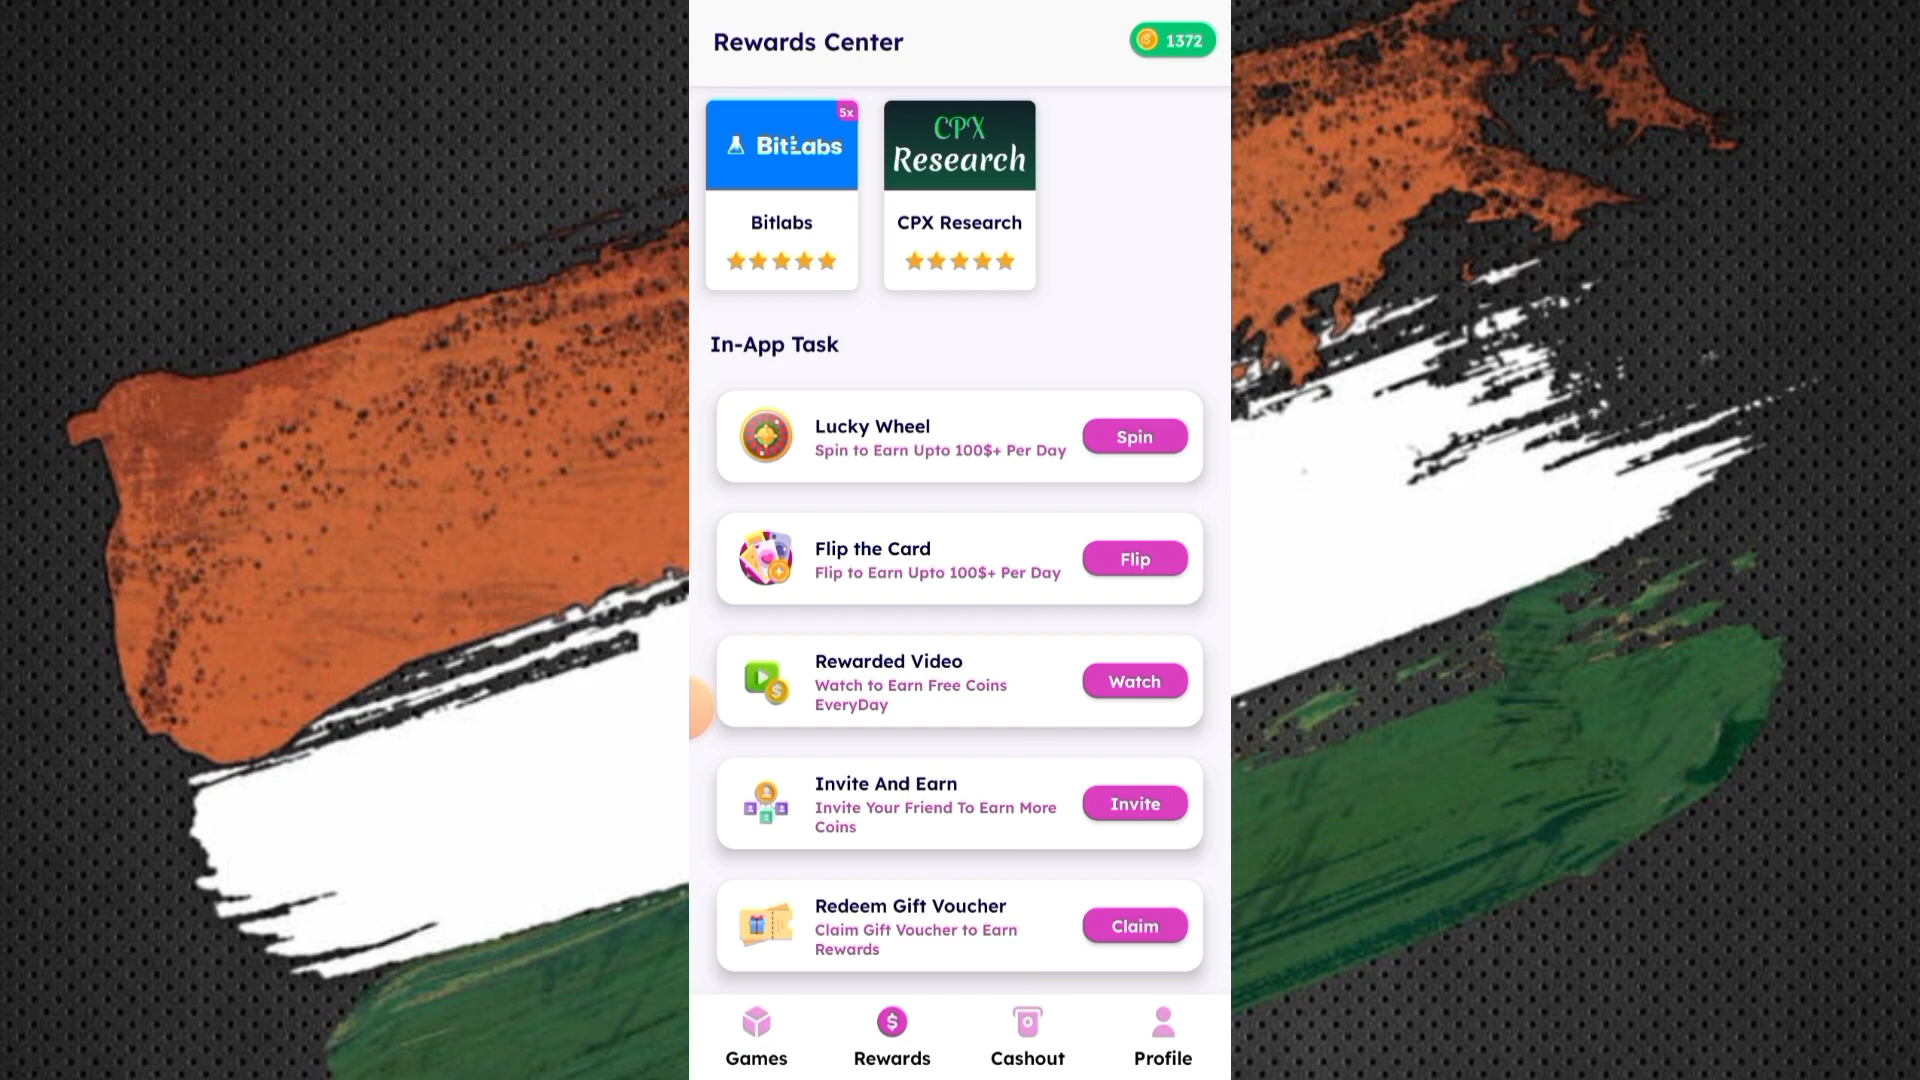 Rewards Center
1372
5x
BitLabs
CPX
Research
Bitlabs
CPX Research
In-App Task
Lucky Wheel
Spin to Earn Upto 100$+ Per Day
Spin
Flip the Card
Flip to Earn Upto 100$+ Per Day
Flip
Rewarded Video
Watch to Earn Free Coins
EveryDay
Watch
Invite And Earn
Invite Your Friend To Earn More
Coins
Invite
Redeem Gift Voucher
Claim Gift Voucher to Earn
Rewards
Claim
Games
Rewards
Cashout
Profile